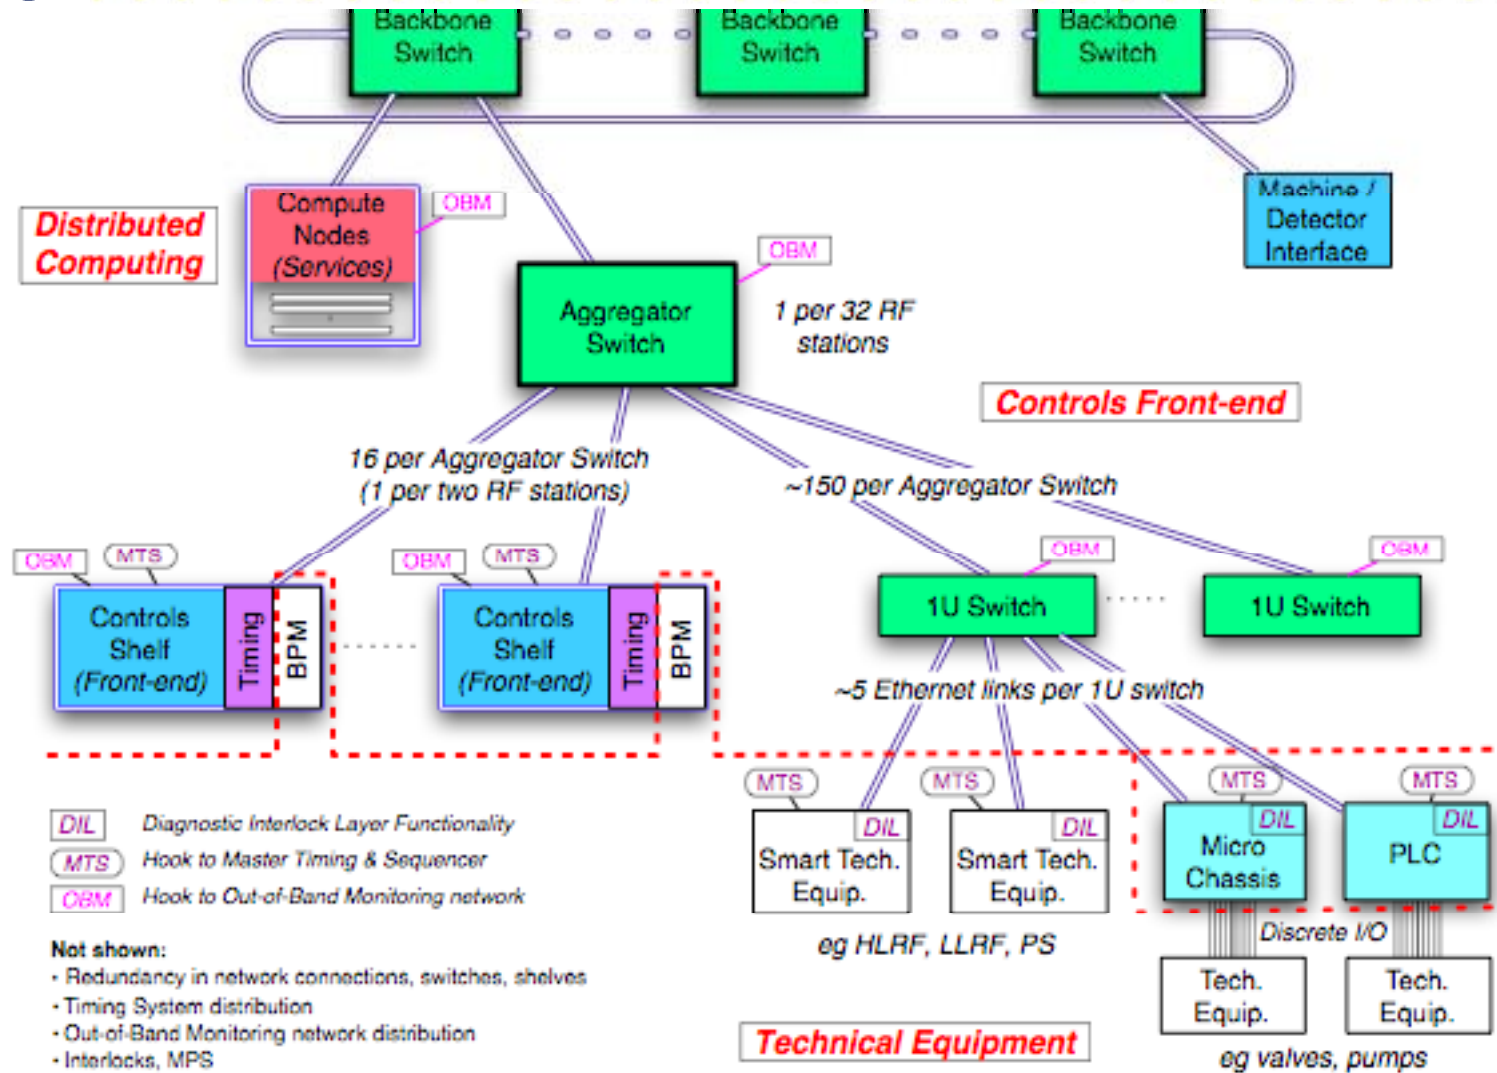 Backbone
Switch
Backbone
Switch
Backbone
Switch
Distributed
Computing
Compute
Nodes
(Services)
OBM
Machine /
Detector
Interface
OBM
Aggregator
Switch
1 per 32 RF
stations
Controls Front-end
16 per Aggregator Switch
(1 per two RF stations)
~150 per Aggregator Switch
OBM
MTS
OBM
MTS
OBM
OBM
Controls
Shelf
(Front-end)
Timing
BPM
Controls
Shelf
(Front-end)
Timing
BPM
1U Switch
1U Switch
~5 Ethernet links per 1U switch
MTS
MTS
MTS
MTS
DIL
Smart Tech.
Equip.
DIL
Smart Tech.
Equip.
DIL
Micro
Chassis
DIL
PLC
DIL Diagnostic Interlock Layer Functionality
MTS Hook to Master Timing & Sequencer
OBM Hook to Out-of-Band Monitoring network
eg HLRF, LLRF, PS
Discrete I/O
Tech.
Equip.
Tech.
Equip.
Not shown:
- Redundancy in network connections, switches, shelves
- Timing System distribution
- Out-of-Band Monitoring network distribution
- Interlocks, MPS
Technical Equipment
eg valves, pumps